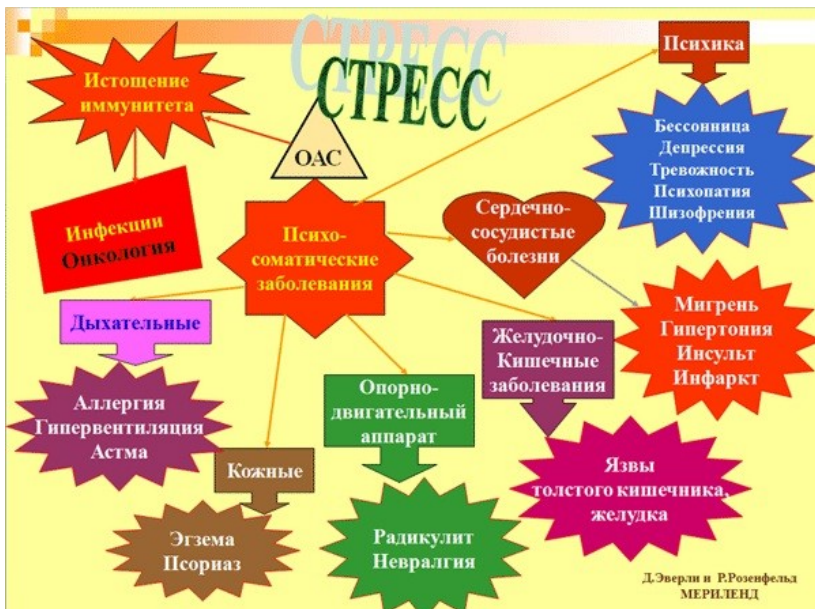 СТРЕСС
Истощение
иммунитета
ОАС
Инфекции
Онкология
Психо-
соматические
заболевания
Психика
Бессонница
Депрессия
Тревожность
Психопатия
Шизофрения
Сердечно-
сосудистые
болезни
Мигрень
Гипертония
Инсульт
Инфаркт
Дыхательные
Аллергия
Гипервентиляция
Астма
Кожные
Эгзема
Псориаз
Опорно-
двигательный
аппарат
Радикулит
Невралгия
Желудочно-
Кишечные
заболевания
Язвы
толстого кишечника,
желудка
Д.Эверли и Р.Розенфельд
МЕРИЛЕНД